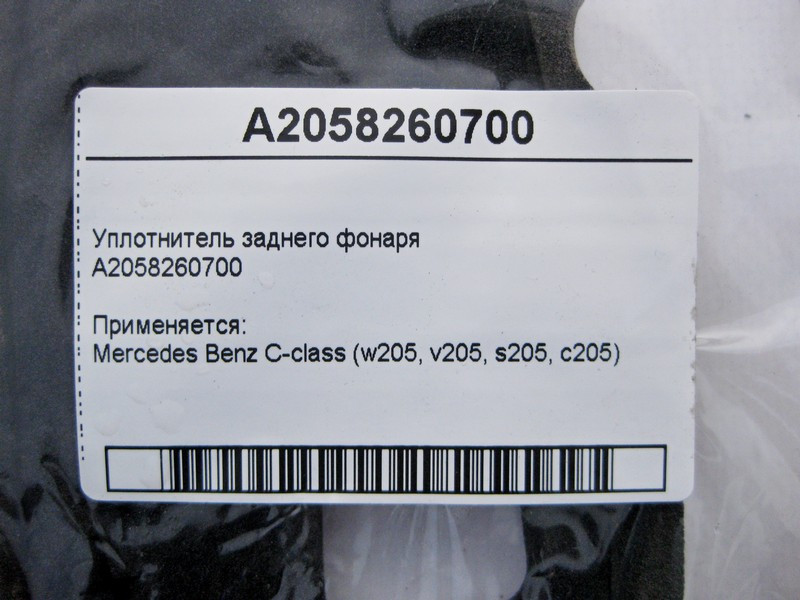 A2058260700
Уплотнитель заднего фонаря
A2058260700
Применяется:
Mercedes Benz C-class (w205, v205, s205, c205)